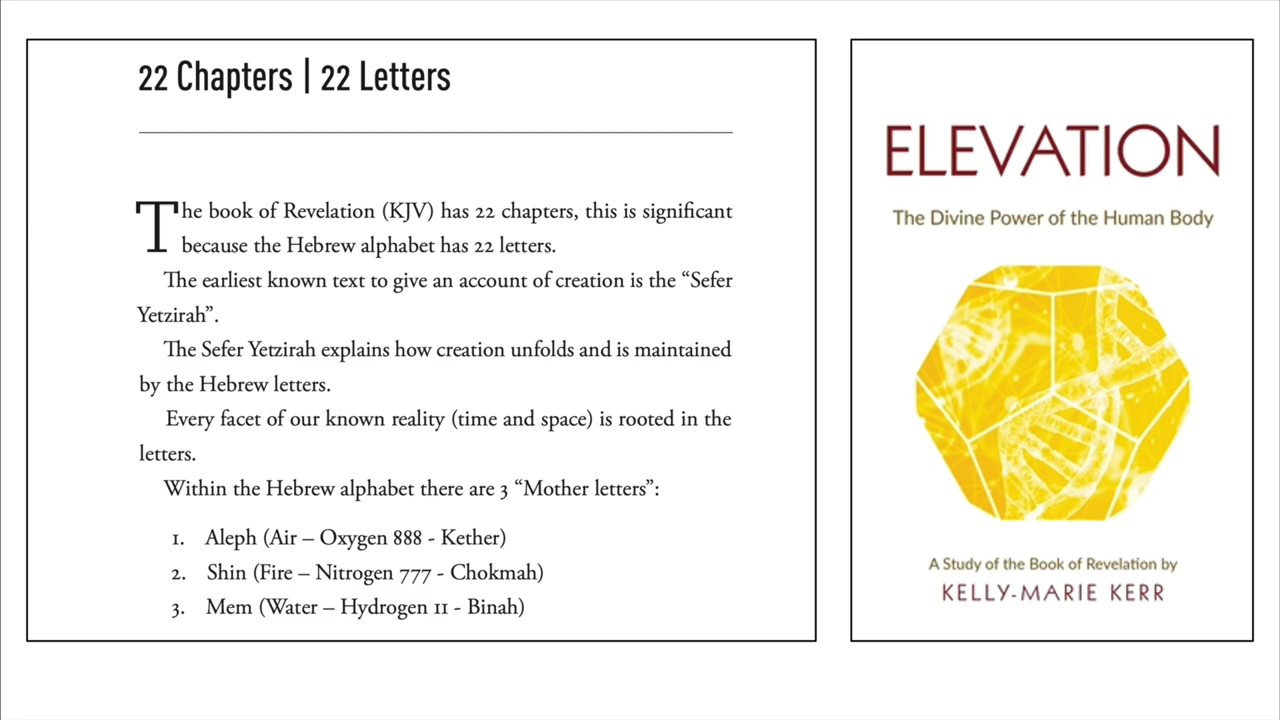 22 Chapters | 22 Letters
The book of Revelation (KJV) has 22 chapters, this is significant
because the Hebrew alphabet has 22 letters.
The earliest known text to give an account of creation is the “Sefer
Yetzirah”.
The Sefer Yetzirah explains how creation unfolds and is maintained
by the Hebrew letters.
Every facet of our known reality (time and space) is rooted in the
letters.
Within the Hebrew alphabet there are 3 “Mother letters”:
1. Aleph (Air – Oxygen 888 - Kether)
2. Shin (Fire – Nitrogen 777 - Chokmah)
3. Mem (Water – Hydrogen 11 - Binah)
ELEVATION
The Divine Power of the Human Body
A Study of the Book of Revelation by
KELLY-MARIE KERR